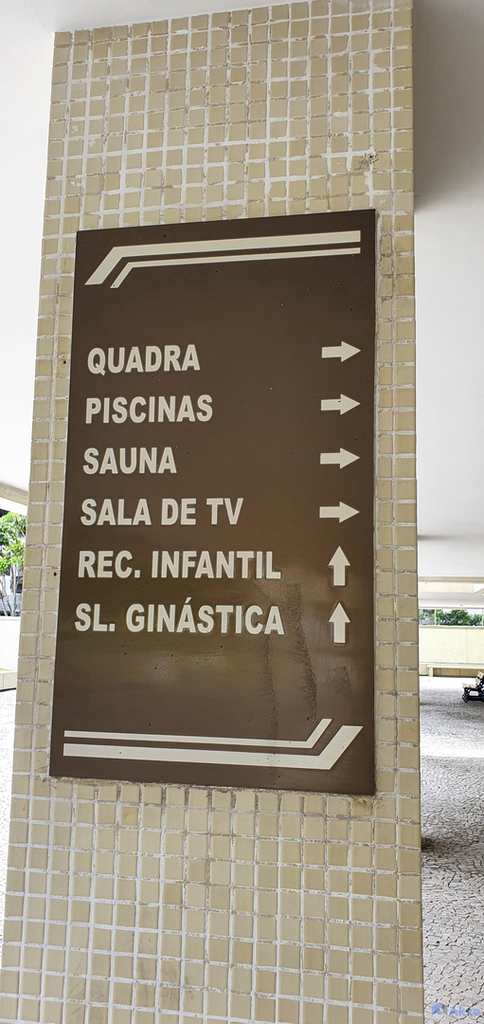 QUADRA →
PISCINAS →
SAUNA →
SALA DE TV →
REC. INFANTIL ↑
SL. GINÁSTICA ↑